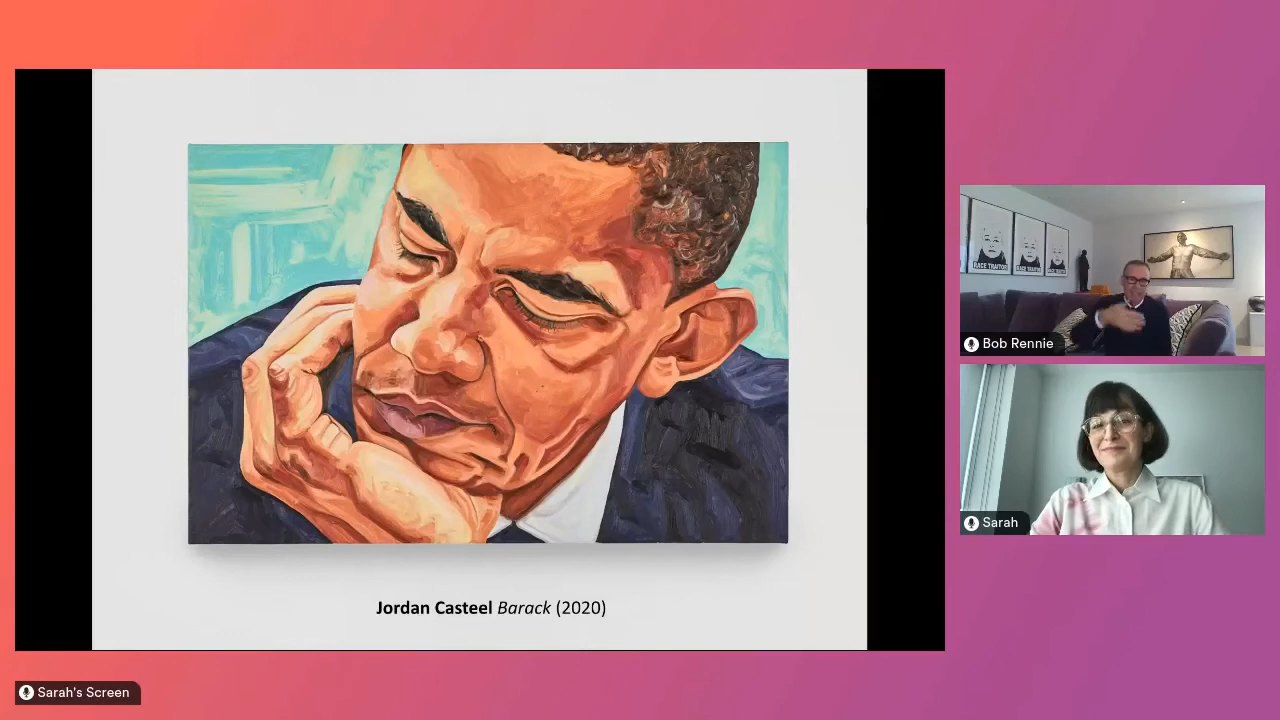 Jordan Casteel Barack (2020)
RACE TRAITOR
RACE TRAITOR
RACE TRAITOR
Bob Rennie
Sarah
Sarah's Screen